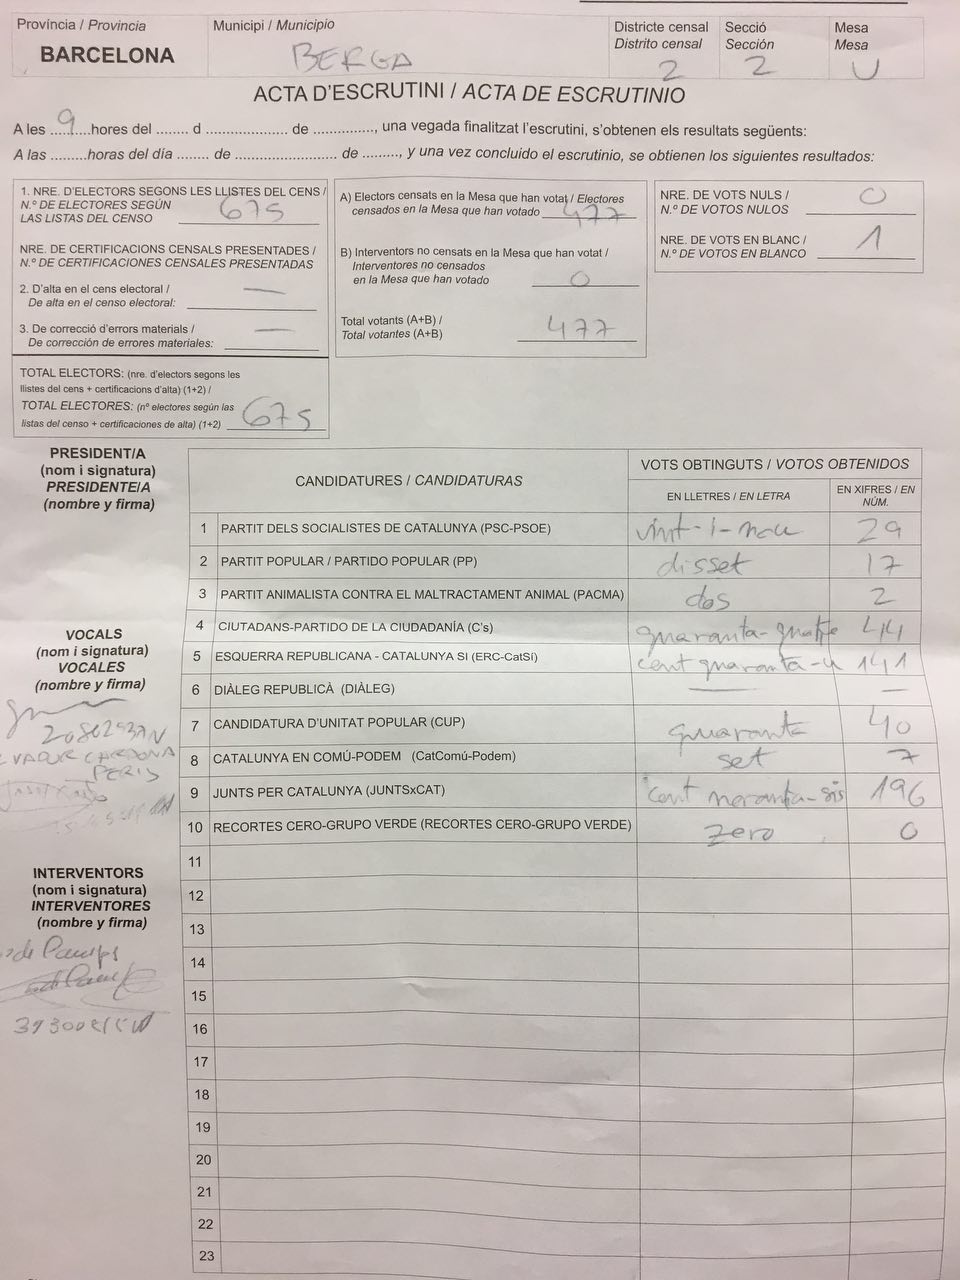 Província / Provincia
BARCELONA
Municipi / Municipio
BERGA
Districte censal
Distrito censal
2
Secció
Sección
2
Mesa
Mesa
U
ACTA D'ESCRUTINI / ACTA DE ESCRUTINIO
A les ....9....hores del ........ d .................... de .............., una vegada finalitzat l'escrutini, s'obtenen els resultats següents:
A las .........horas del día ........ de ......................... de ........., y una vez concluido el escrutinio, se obtienen los siguientes resultados:
1. NRE. D'ELECTORS SEGONS LES LLISTES DEL CENS /
N.º DE ELECTORES SEGÚN
LAS LISTAS DEL CENSO 675
NRE. DE CERTIFICACIONS CENSALS PRESENTADES /
N.º DE CERTIFICACIONES CENSALES PRESENTADAS
2. D'alta en el cens electoral / —
De alta en el censo electoral:
3. De correcció d'errors materials / —
De corrección de errores materiales:
TOTAL ELECTORS: (nre. d'electors segons les
llistes del cens + certificacions d'alta) (1+2) /
TOTAL ELECTORES: (nº electores según las
listas del censo + certificaciones de alta) (1+2) 675
A) Electors censats en la Mesa que han votat / Electores
censados en la Mesa que han votado 477
B) Interventors no censats en la Mesa que han votat /
Interventores no censados
en la Mesa que han votado 0
Total votants (A+B) /
Total votantes (A+B) 477
NRE. DE VOTS NULS /
N.º DE VOTOS NULOS 0
NRE. DE VOTS EN BLANC /
N.º DE VOTOS EN BLANCO 1
PRESIDENT/A
(nom i signatura)
PRESIDENTE/A
(nombre y firma)
VOCALS
(nom i signatura)
VOCALES
(nombre y firma)
CARDONA
PERIS
INTERVENTORS
(nom i signatura)
INTERVENTORES
(nombre y firma)
CANDIDATURES / CANDIDATURAS
VOTS OBTINGUTS / VOTOS OBTENIDOS
EN LLETRES / EN LETRA
EN XIFRES / EN
NÚM.
1 PARTIT DELS SOCIALISTES DE CATALUNYA (PSC-PSOE) vint-i-nou 29
2 PARTIT POPULAR / PARTIDO POPULAR (PP) disset 17
3 PARTIT ANIMALISTA CONTRA EL MALTRACTAMENT ANIMAL (PACMA) dos 2
4 CIUTADANS-PARTIDO DE LA CIUDADANÍA (C's) quaranta-quatre 44
5 ESQUERRA REPUBLICANA - CATALUNYA SI (ERC-CatSí) cent quaranta-u 141
6 DIÀLEG REPUBLICÀ (DIÀLEG) — —
7 CANDIDATURA D'UNITAT POPULAR (CUP) quaranta 40
8 CATALUNYA EN COMÚ-PODEM (CatComú-Podem) set 7
9 JUNTS PER CATALUNYA (JUNTSxCAT) cent noranta-sis 196
10 RECORTES CERO-GRUPO VERDE (RECORTES CERO-GRUPO VERDE) zero 0
11
12
13
14
15
16
17
18
19
20
21
22
23